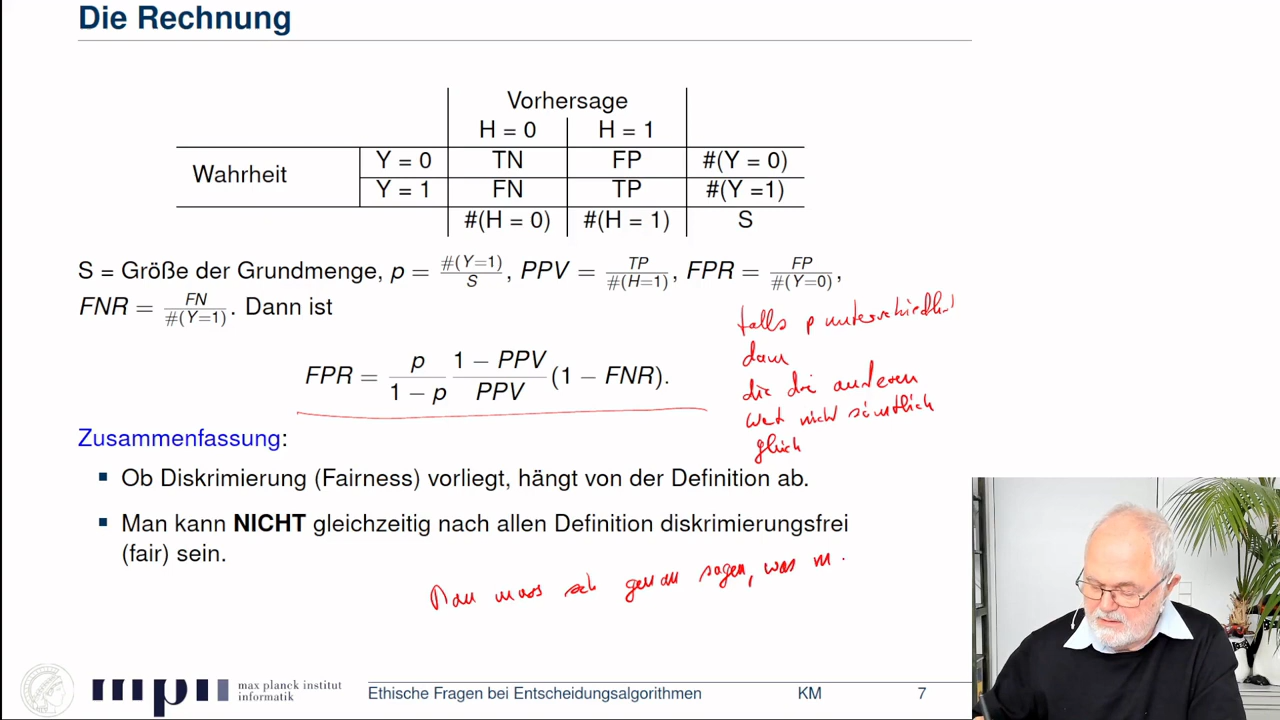 Die Rechnung
Vorhersage
H = 0 H = 1
Wahrheit Y = 0 TN FP #(Y = 0)
Y = 1 FN TP #(Y =1)
#(H = 0) #(H = 1) S
S = Größe der Grundmenge, p = #(Y=1)/S, PPV = TP/#(H=1), FPR = FP/#(Y=0),
FNR = FN/#(Y=1). Dann ist
FPR = p/(1 − p) (1 − PPV)/PPV (1 − FNR).
falls p unterschiedl
dann
die drei anderen
nicht sämtlich
gleich
Zusammenfassung:
▪ Ob Diskrimierung (Fairness) vorliegt, hängt von der Definition ab.
▪ Man kann NICHT gleichzeitig nach allen Definition diskrimierungsfrei
(fair) sein.
Man muss genau sagen, was m
mpi max planck institut
informatik
Ethische Fragen bei Entscheidungsalgorithmen KM 7